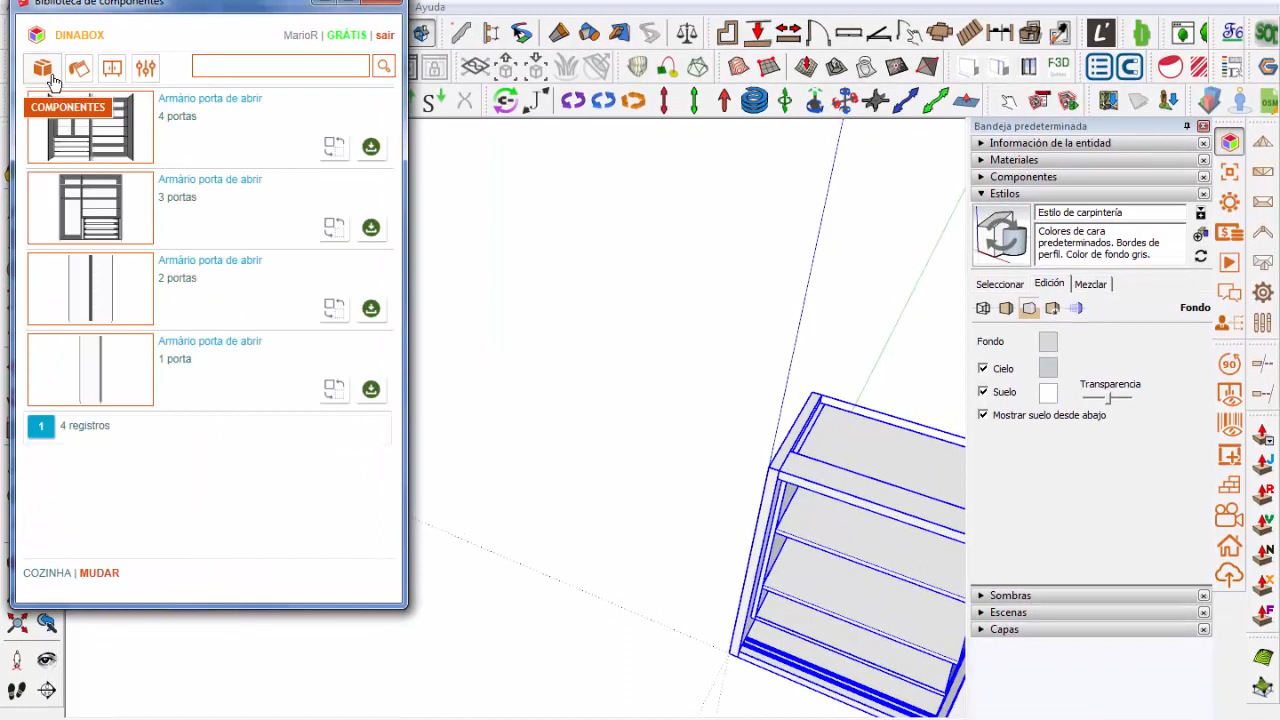 Biblioteca de componentes
Ayuda
DINABOX
MarioR | GRÁTIS | sair
COMPONENTES
Armário porta de abrir
4 portas
Armário porta de abrir
3 portas
Armário porta de abrir
2 portas
Armário porta de abrir
1 porta
1
4 registros
COZINHA | MUDAR
F3D
Bandeja predeterminada
Información de la entidad
Materiales
Componentes
Estilos
Estilo de carpintería
Colores de cara
predeterminados. Bordes de
perfil. Color de fondo gris.
Seleccionar
Edición
Mezclar
Fondo
Fondo
Cielo
Suelo
Transparencia
Mostrar suelo desde abajo
Sombras
Escenas
Capas
90
J
R
V
N
X
F